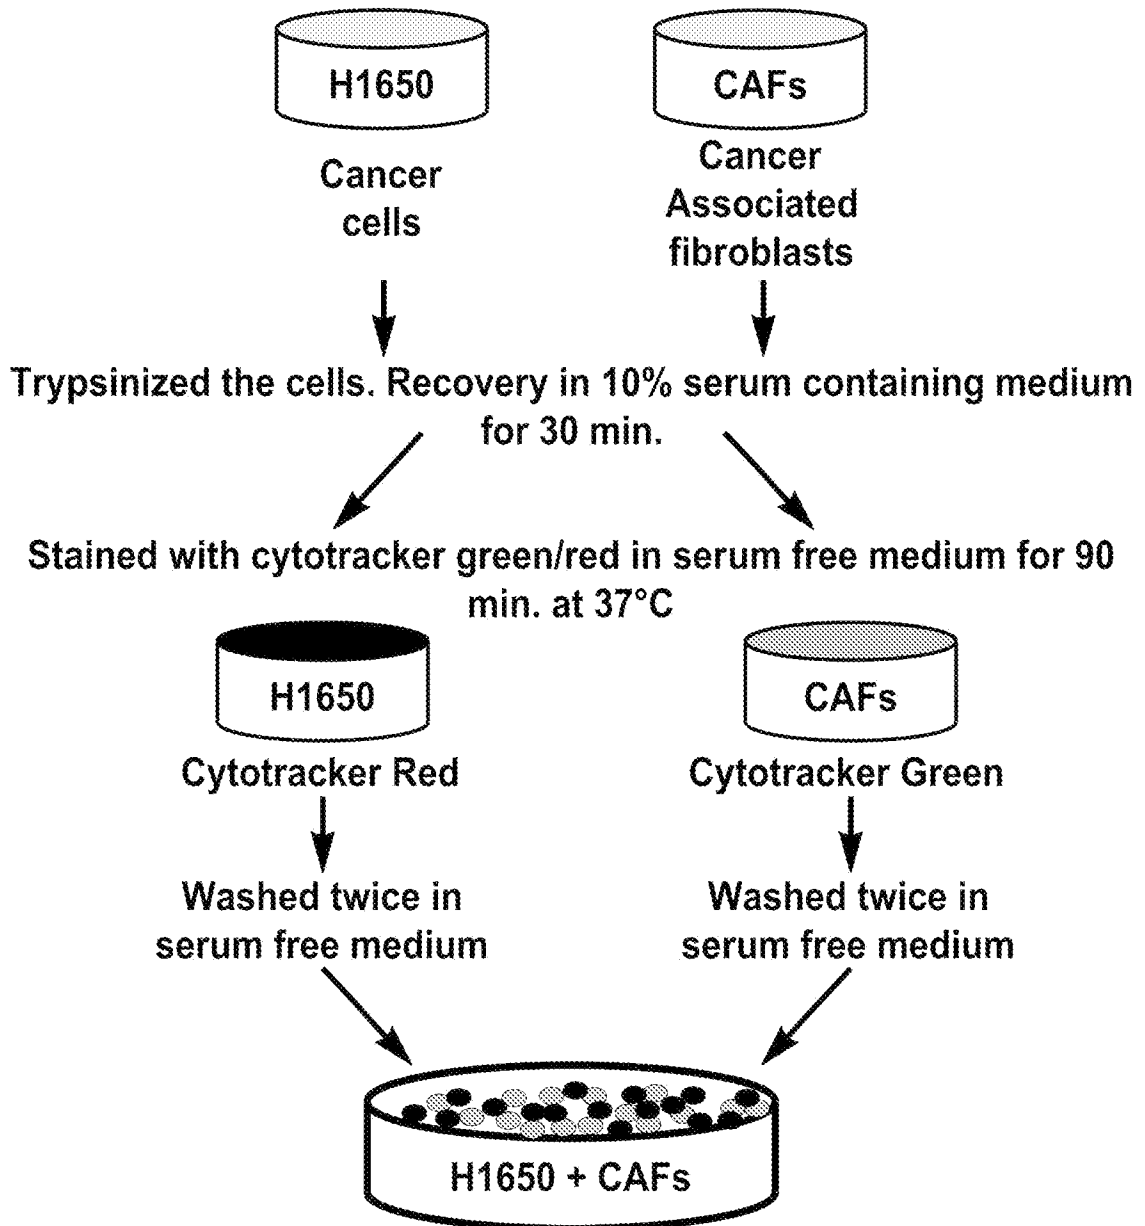 H1650
CAFs
Cancer
cells
Cancer
Associated
fibroblasts
Trypsinized the cells. Recovery in 10% serum containing medium
for 30 min.
Stained with cytotracker green/red in serum free medium for 90
min. at 37°C
H1650
CAFs
Cytotracker Red
Cytotracker Green
Washed twice in
serum free medium
Washed twice in
serum free medium
H1650 + CAFs